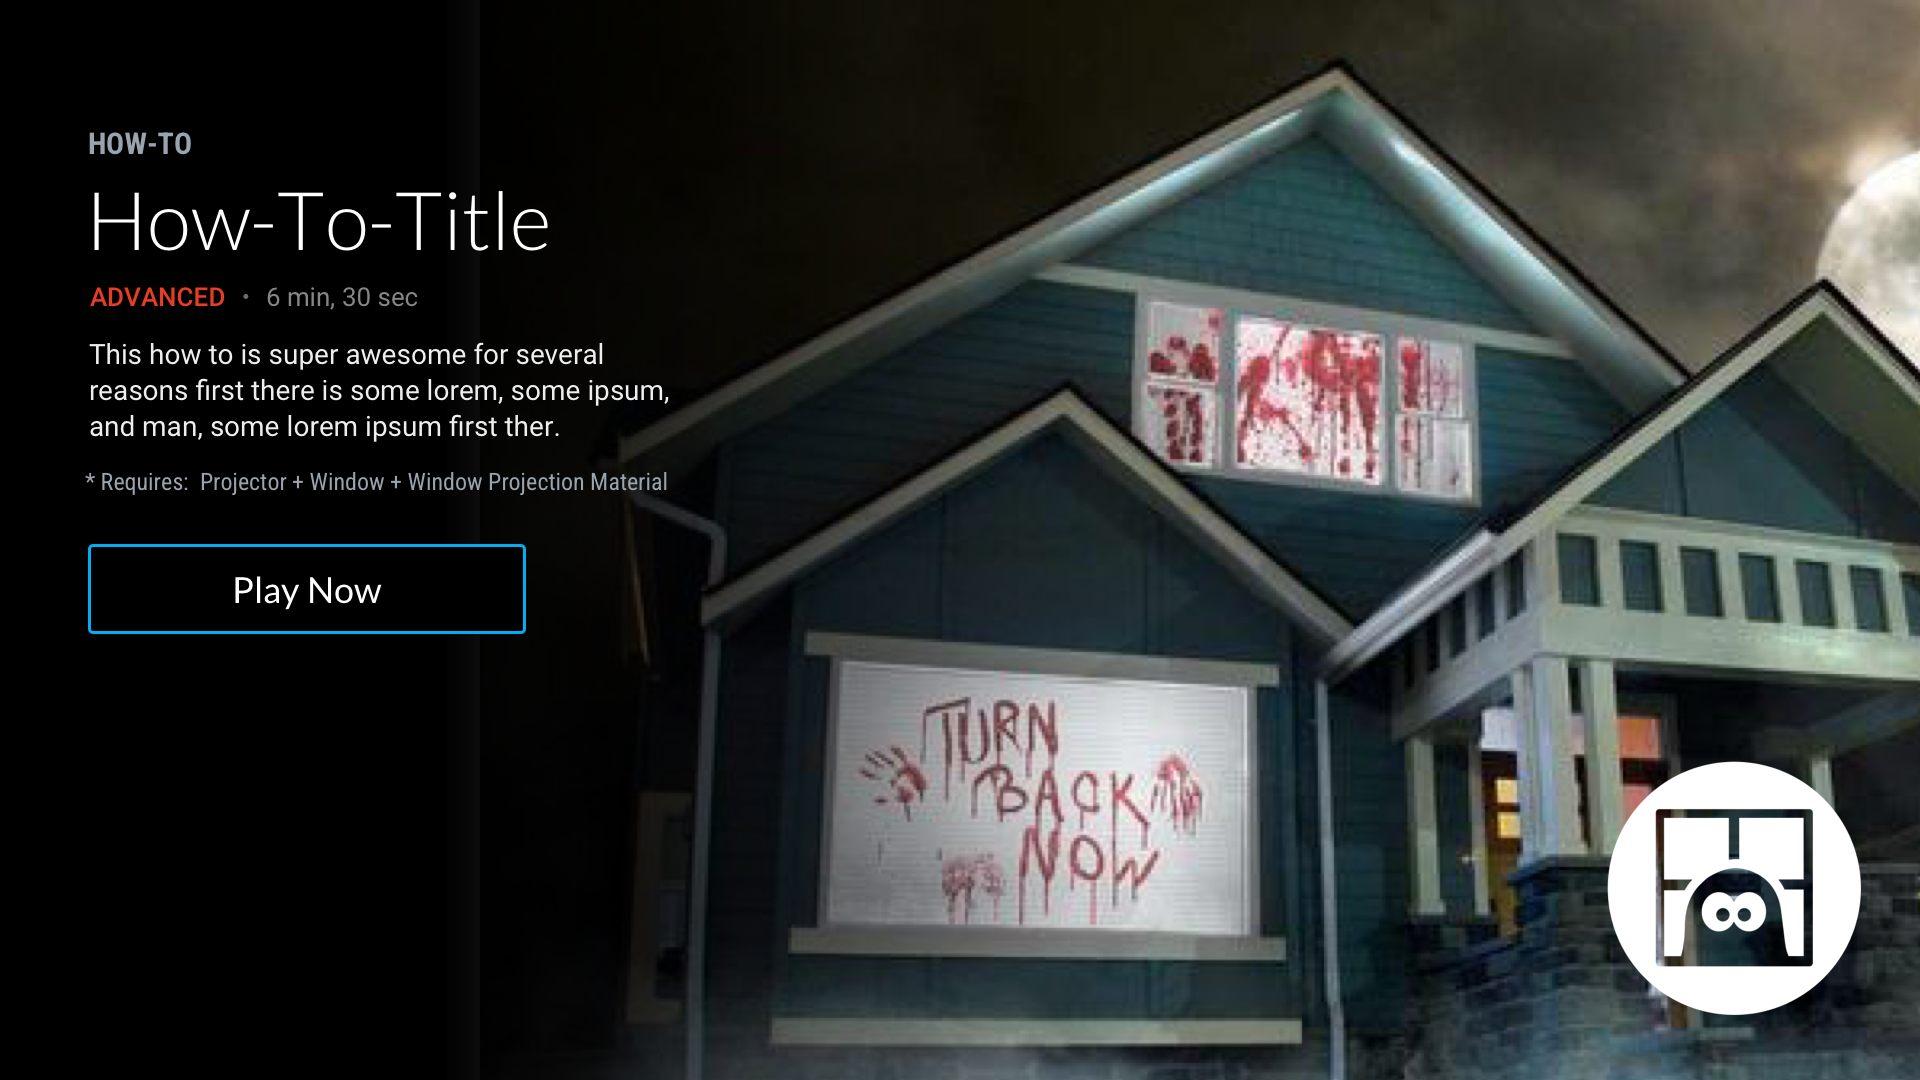 HOW-TO
How-To-Title
ADVANCED • 6 min, 30 sec
This how to is super awesome for several
reasons first there is some lorem, some ipsum,
and man, some lorem ipsum first ther.
* Requires: Projector + Window + Window Projection Material
Play Now
TURN
BACK
NOW